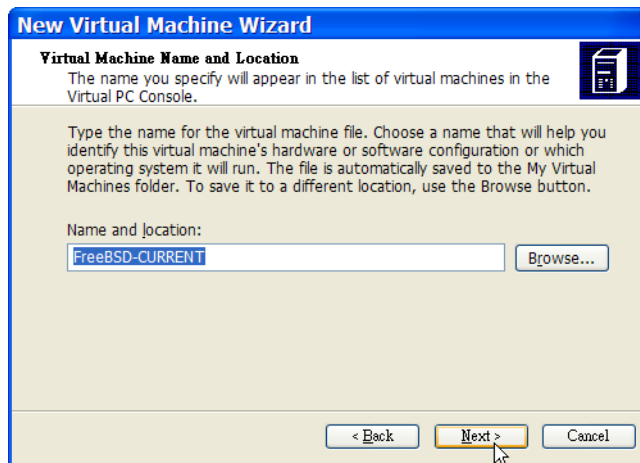 New Virtual Machine Wizard
Virtual Machine Name and Location
The name you specify will appear in the list of virtual machines in the
Virtual PC Console.
Type the name for the virtual machine file. Choose a name that will help you
identify this virtual machine's hardware or software configuration or which
operating system it will run. The file is automatically saved to the My Virtual
Machines folder. To save it to a different location, use the Browse button.
Name and location:
FreeBSD-CURRENT
Browse...
< Back
Next >
Cancel